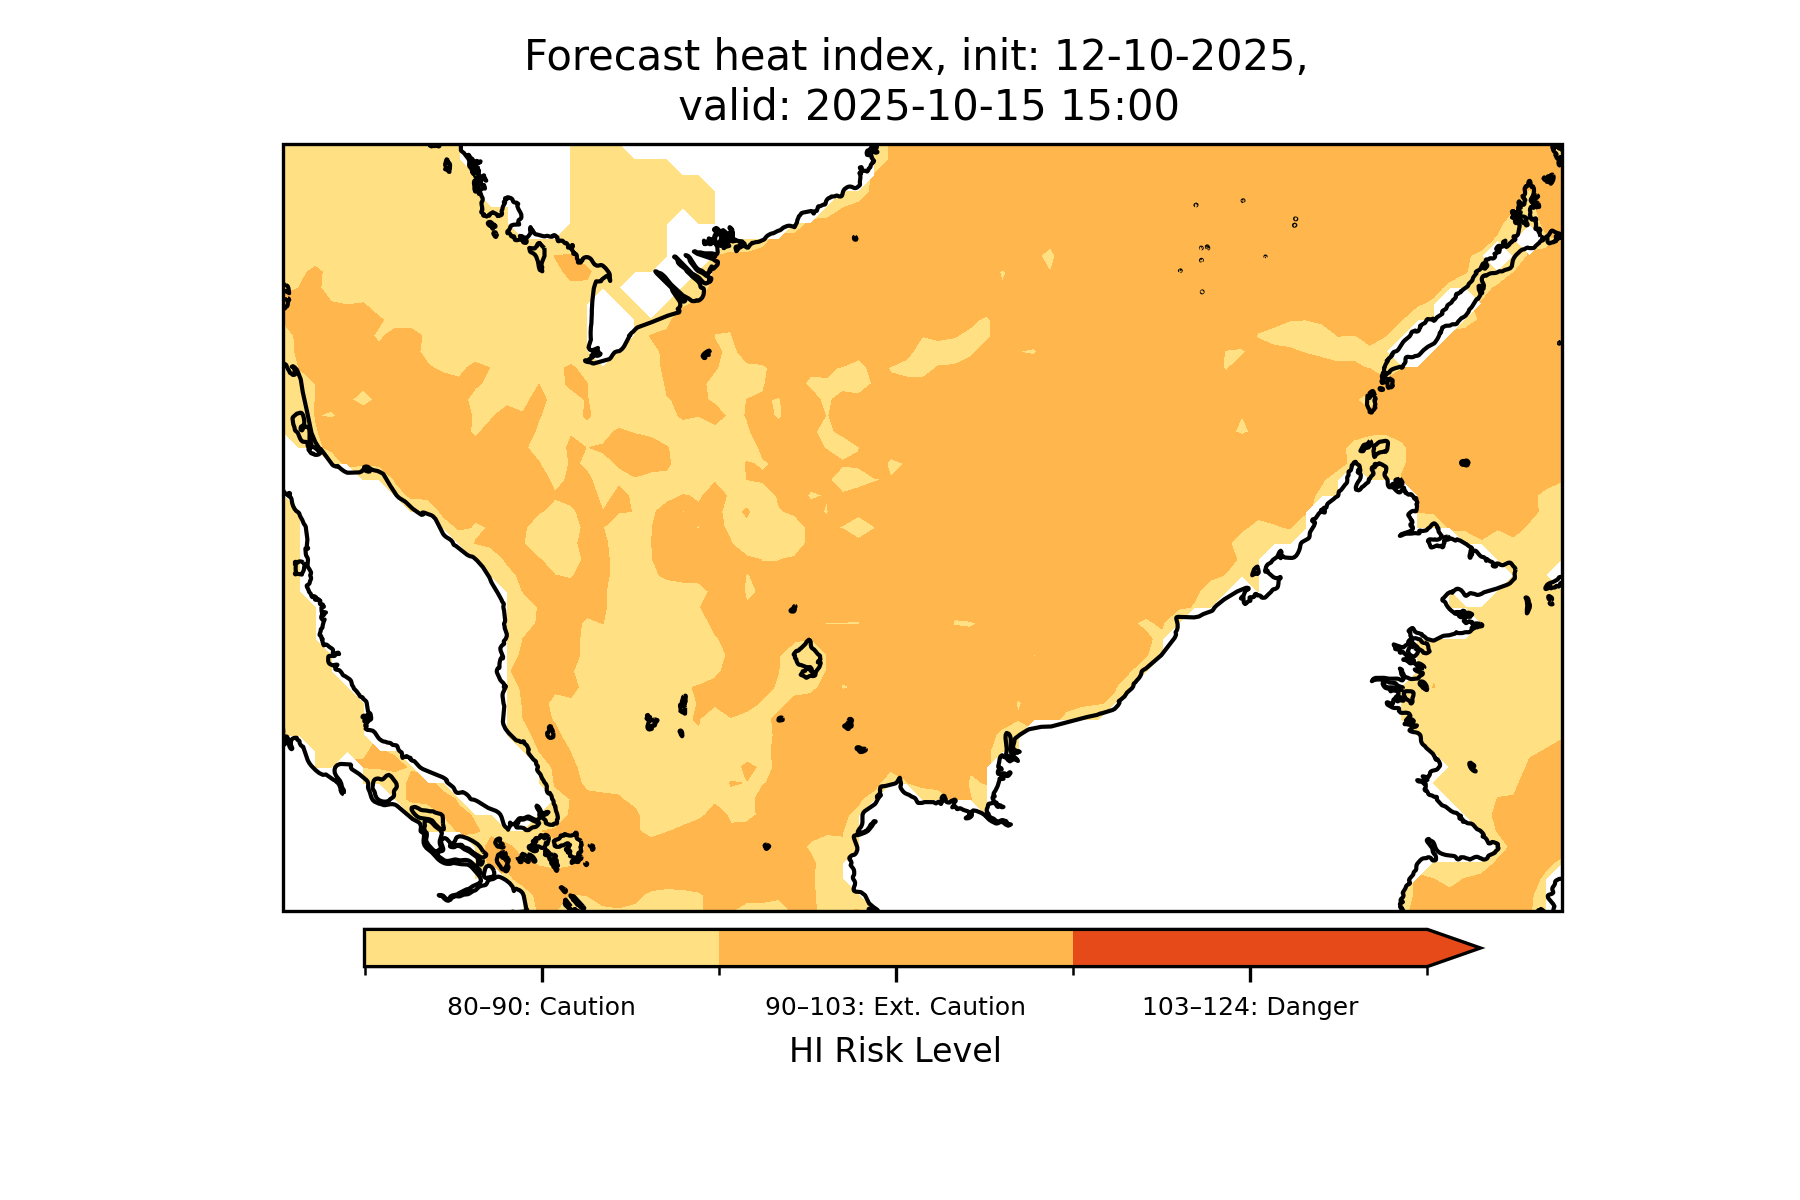 Forecast heat index, init: 12-10-2025,
valid: 2025-10-15 15:00
80–90: Caution
90–103: Ext. Caution
103–124: Danger
HI Risk Level